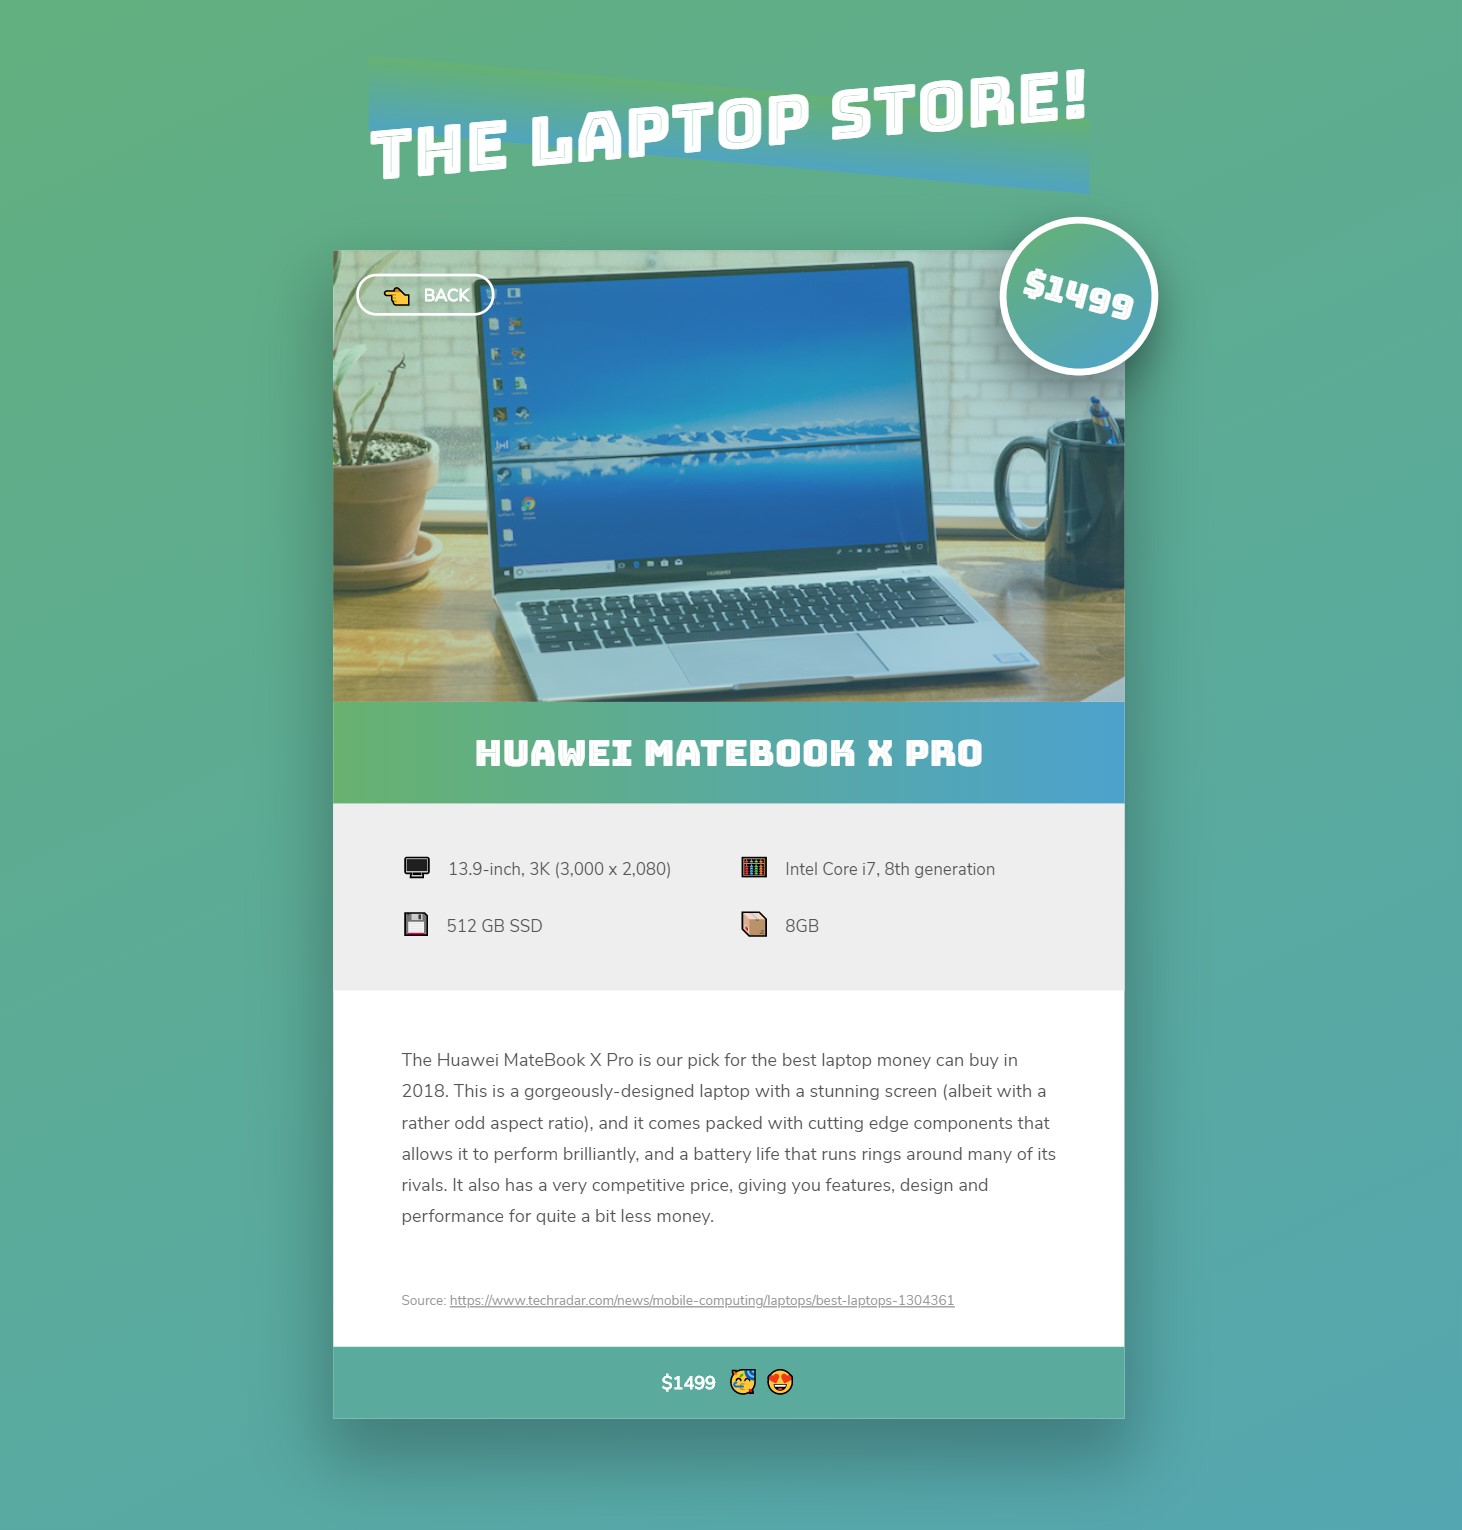 THE LAPTOP STORE!
👈 BACK
$1499
HUAWEI
HUAWEI MATEBOOK X PRO
13.9-inch, 3K (3,000 x 2,080)
Intel Core i7, 8th generation
512 GB SSD
8GB
The Huawei MateBook X Pro is our pick for the best laptop money can buy in
2018. This is a gorgeously-designed laptop with a stunning screen (albeit with a
rather odd aspect ratio), and it comes packed with cutting edge components that
allows it to perform brilliantly, and a battery life that runs rings around many of its
rivals. It also has a very competitive price, giving you features, design and
performance for quite a bit less money.
Source: https://www.techradar.com/news/mobile-computing/laptops/best-laptops-1304361
$1499 🥳 😍